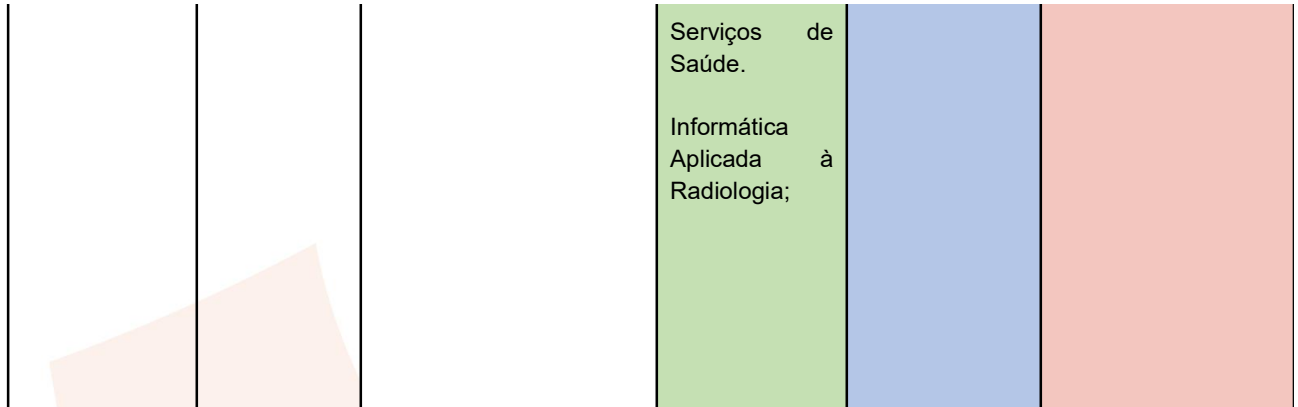 Serviços de
Saúde.
Informática
Aplicada à
Radiologia;